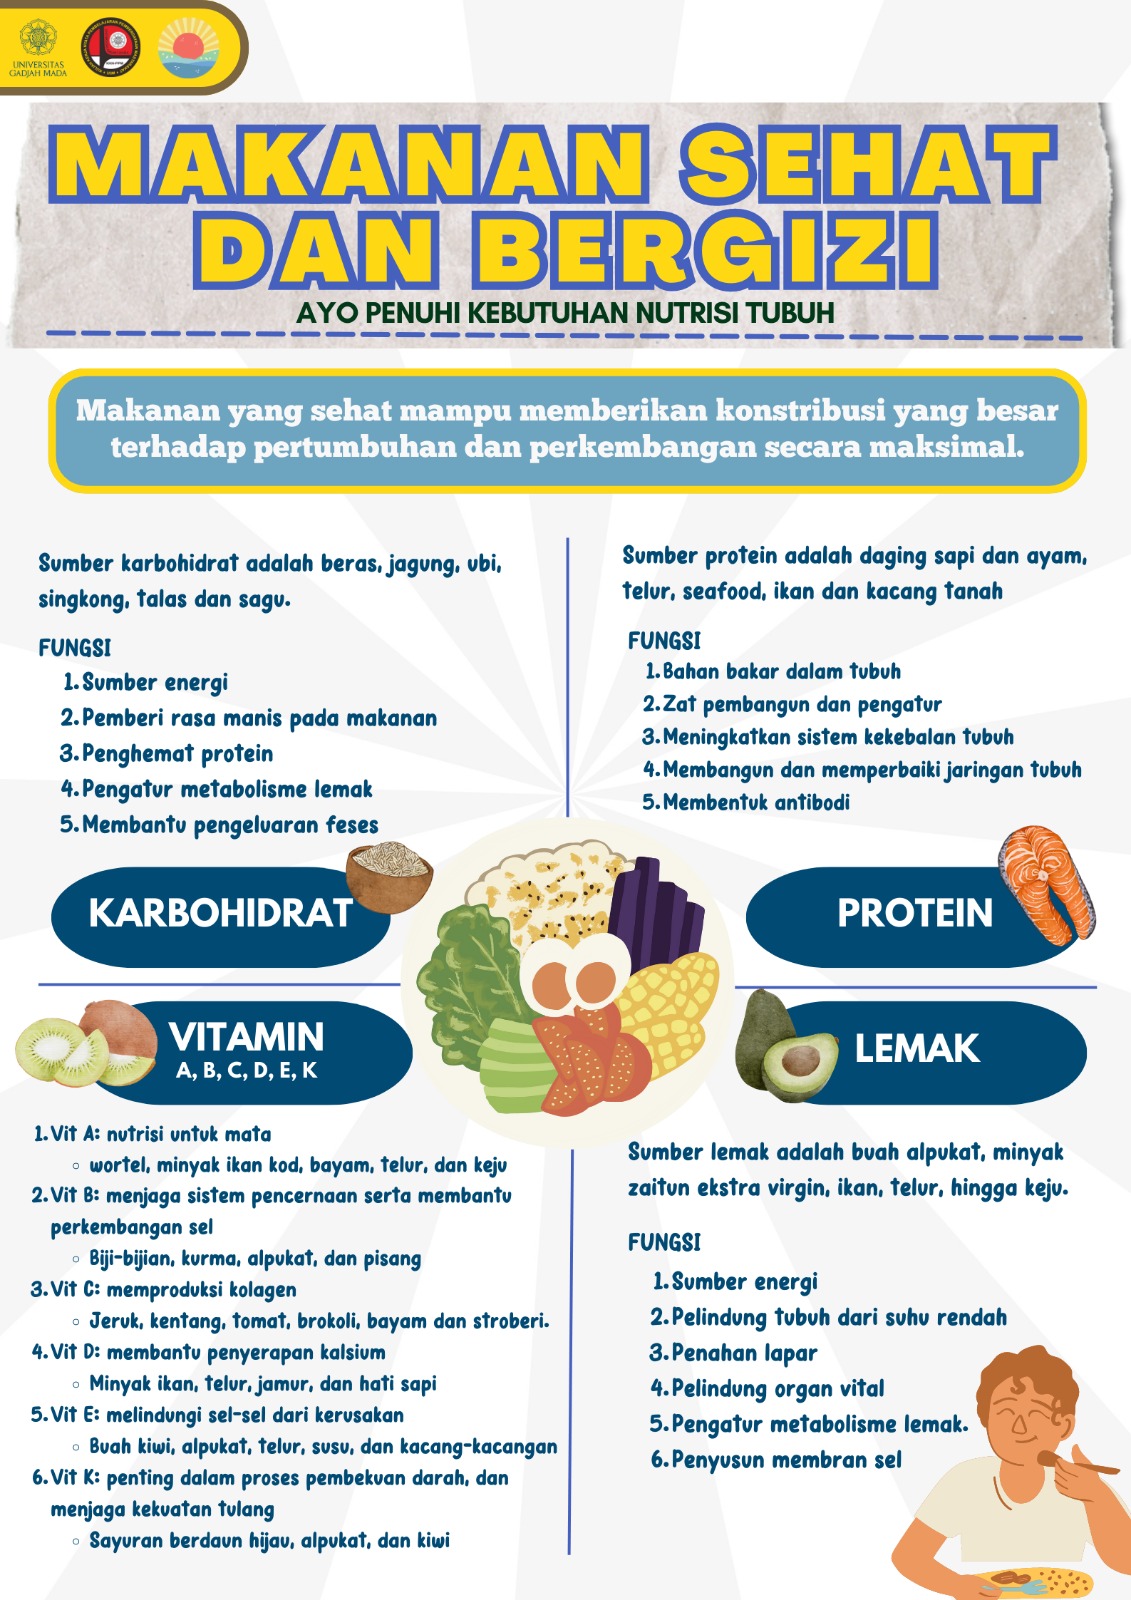 UNIVERSITAS
GADJAH MADA
MAKANAN SEHAT
DAN BERGIZI
AYO PENUHI KEBUTUHAN NUTRISI TUBUH
Makanan yang sehat mampu memberikan konstribusi yang besar
terhadap pertumbuhan dan perkembangan secara maksimal.
Sumber karbohidrat adalah beras, jagung, ubi,
singkong, talas dan sagu.
FUNGSI
1. Sumber energi
2. Pemberi rasa manis pada makanan
3. Penghemat protein
4. Pengatur metabolisme lemak
5. Membantu pengeluaran feses
KARBOHIDRAT
Sumber protein adalah daging sapi dan ayam,
telur, seafood, ikan dan kacang tanah
FUNGSI
1. Bahan bakar dalam tubuh
2. Zat pembangun dan pengatur
3. Meningkatkan sistem kekebalan tubuh
4. Membangun dan memperbaiki jaringan tubuh
5. Membentuk antibodi
PROTEIN
VITAMIN
A, B, C, D, E, K
1. Vit A: nutrisi untuk mata
◦ wortel, minyak ikan kod, bayam, telur, dan keju
2. Vit B: menjaga sistem pencernaan serta membantu
perkembangan sel
◦ Biji-bijian, kurma, alpukat, dan pisang
3. Vit C: memproduksi kolagen
◦ Jeruk, kentang, tomat, brokoli, bayam dan stroberi.
4. Vit D: membantu penyerapan kalsium
◦ Minyak ikan, telur, jamur, dan hati sapi
5. Vit E: melindungi sel-sel dari kerusakan
◦ Buah kiwi, alpukat, telur, susu, dan kacang-kacangan
6. Vit K: penting dalam proses pembekuan darah, dan
menjaga kekuatan tulang
◦ Sayuran berdaun hijau, alpukat, dan kiwi
LEMAK
Sumber lemak adalah buah alpukat, minyak
zaitun ekstra virgin, ikan, telur, hingga keju.
FUNGSI
1. Sumber energi
2. Pelindung tubuh dari suhu rendah
3. Penahan lapar
4. Pelindung organ vital
5. Pengatur metabolisme lemak.
6. Penyusun membran sel